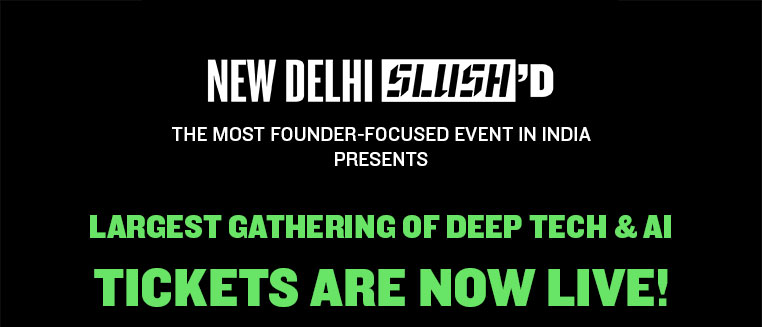 NEW DELHI SLUSH'D
THE MOST FOUNDER-FOCUSED EVENT IN INDIA
PRESENTS
LARGEST GATHERING OF DEEP TECH & AI
TICKETS ARE NOW LIVE!